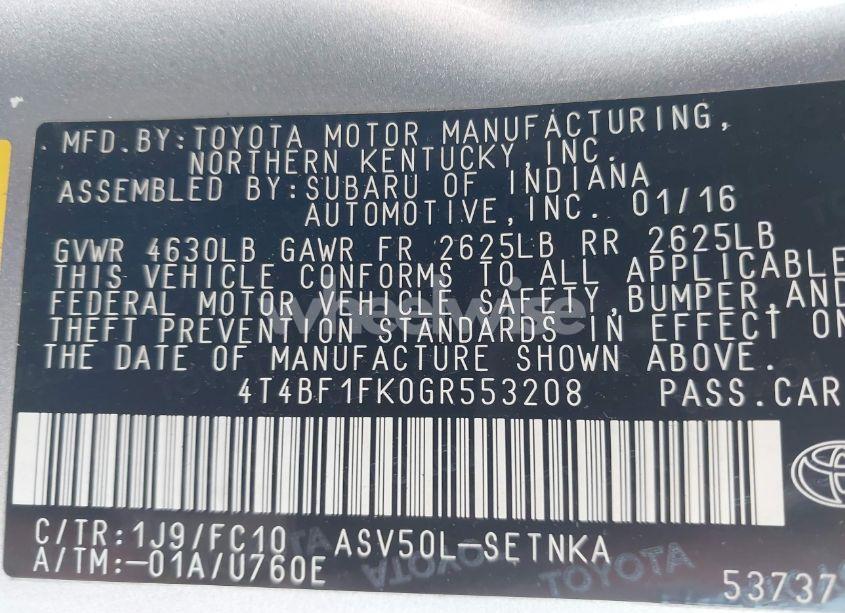 MFD.BY:TOYOTA MOTOR MANUFACTURING,
NORTHERN KENTUCKY,INC.
ASSEMBLED BY:SUBARU OF INDIANA
AUTOMOTIVE,INC. 01/16
GVWR 4630LB GAWR FR 2625LB RR 2625LB
THIS VEHICLE CONFORMS TO ALL APPLICABLE
FEDERAL MOTOR VEHICLE SAFETY,BUMPER,AND
wheelwise
THEFT PREVENTION STANDARDS IN EFFECT ON
THE DATE OF MANUFACTURE SHOWN ABOVE.
4T4BF1FK0GR553208 PASS.CAR
C/TR:1J9/FC10 ASV50L-SETNKA
A/TM:-01A/U760E
TOYOTA TOYOTA
53737